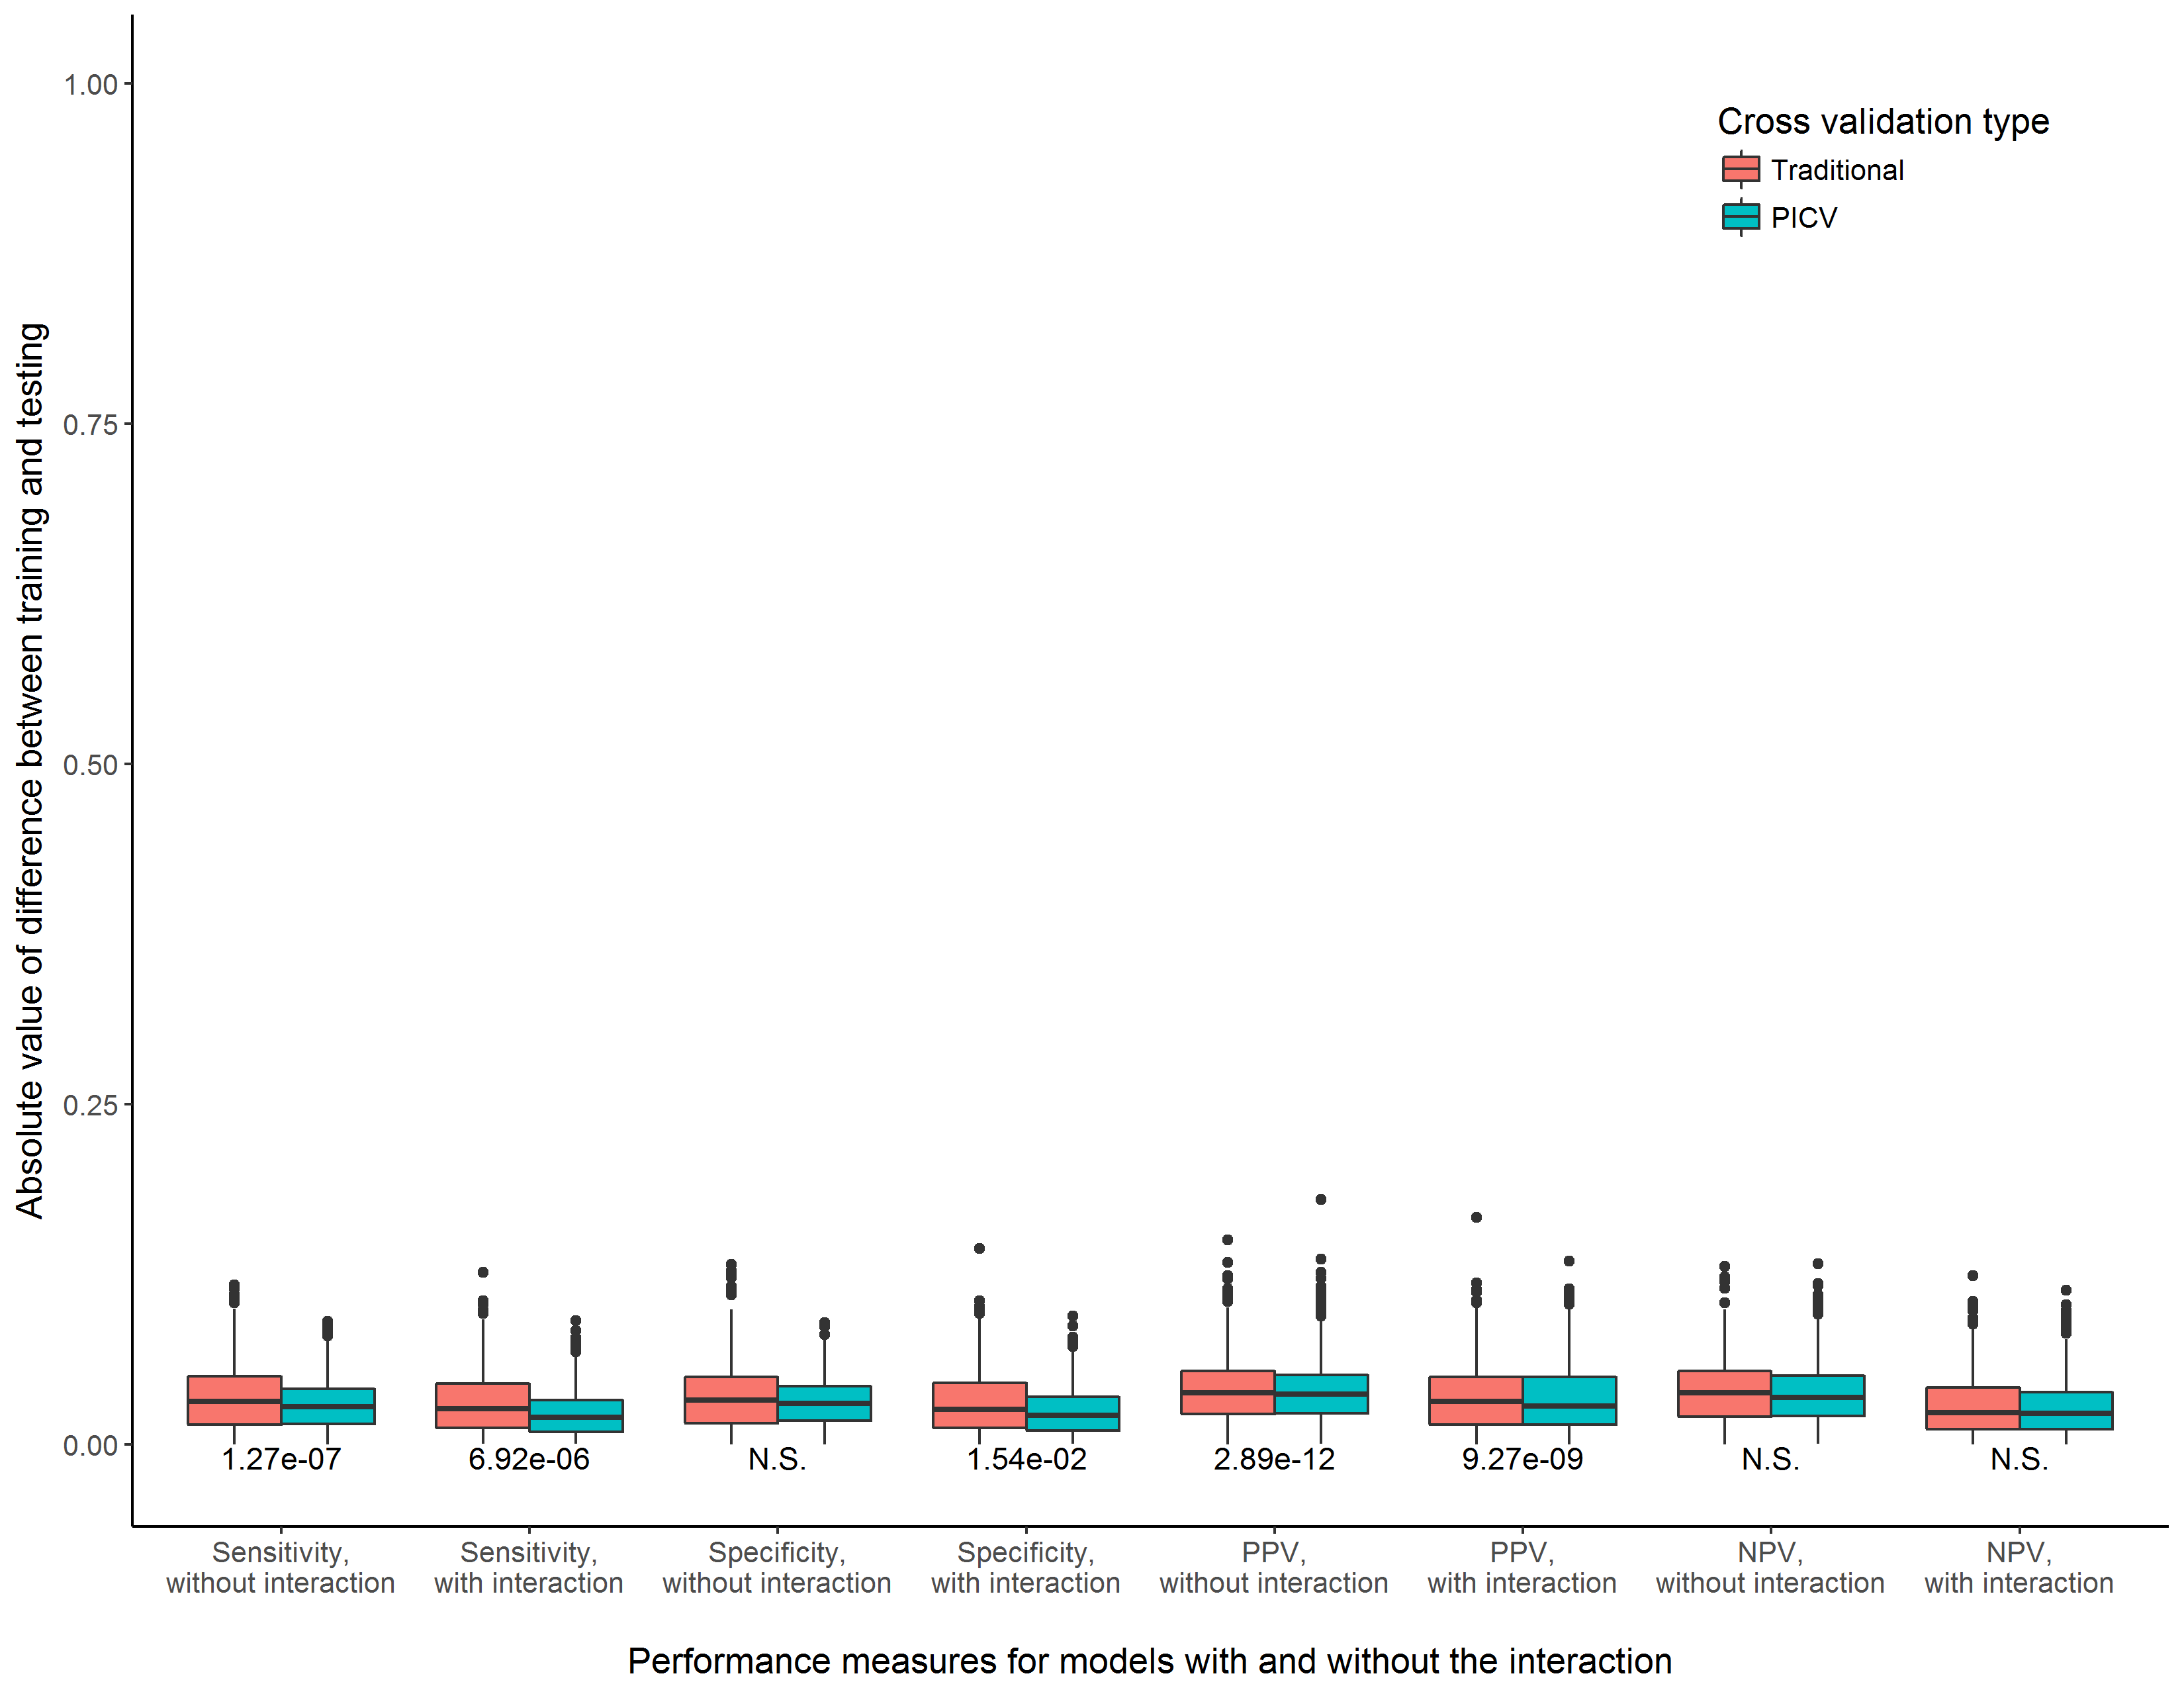 Absolute value of difference between training and testing
1.00
0.75
0.50
0.25
0.00
Cross validation type
Traditional
PICV
1.27e-07
6.92e-06
N.S.
1.54e-02
2.89e-12
9.27e-09
N.S.
N.S.
Sensitivity,
without interaction
Sensitivity,
with interaction
Specificity,
without interaction
Specificity,
with interaction
PPV,
without interaction
PPV,
with interaction
NPV,
without interaction
NPV,
with interaction
Performance measures for models with and without the interaction